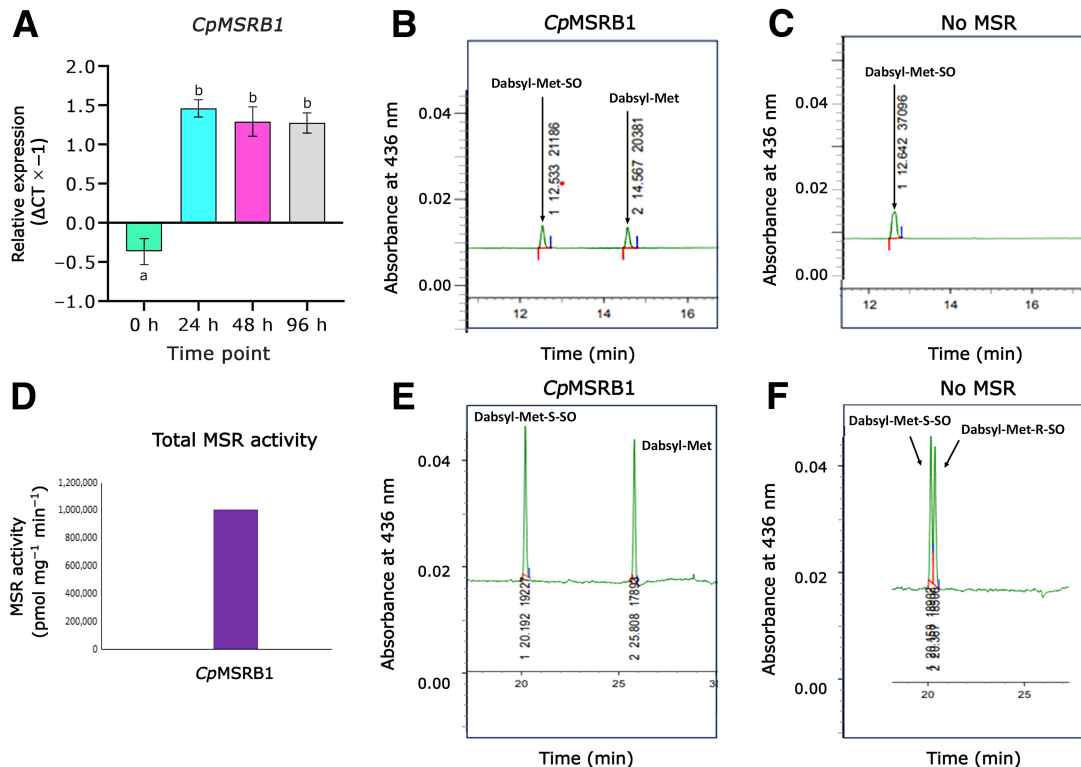 A
CpMSRB1
Relative expression
(ΔCT × −1)
2.0
1.5
1.0
0.5
0.0
−0.5
−1.0
a
b
b
b
0 h 24 h 48 h 96 h
Time point
B
CpMSRB1
Absorbance at 436 nm
0.04
0.02
0.00
Dabsyl-Met-SO
Dabsyl-Met
1 12.533 21186
2 14.567 20381
12 14 16
Time (min)
C
No MSR
Absorbance at 436 nm
0.04
0.02
0.00
Dabsyl-Met-SO
1 12.642 37096
12 14 16
Time (min)
D
Total MSR activity
MSR activity
(pmol mg−1 min−1)
1,200,000
1,000,000
800,000
600,000
400,000
200,000
0
CpMSRB1
E
CpMSRB1
Absorbance at 436 nm
0.04
0.02
0.00
Dabsyl-Met-S-SO
Dabsyl-Met
1 20.192
2 25.808
20 25
Time (min)
F
No MSR
Absorbance at 436 nm
0.04
0.02
0.00
Dabsyl-Met-S-SO
Dabsyl-Met-R-SO
20 25
Time (min)